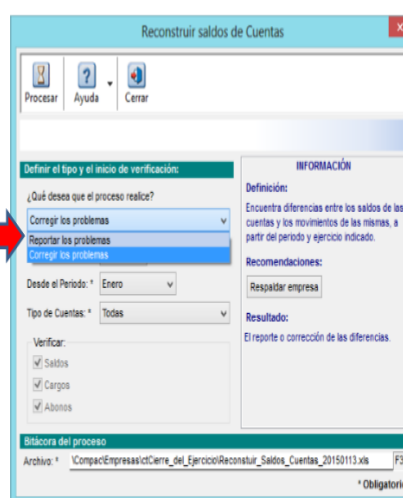 Reconstruir saldos de Cuentas
x
Procesar
?
Ayuda
Cerrar
Definir el tipo y el inicio de verificación:
¿Qué desea que el proceso realice?
Corregir los problemas
Reportar los problemas
Corregir los problemas
Desde el Periodo: *
Enero
Tipo de Cuentas: *
Todas
Verificar:
Saldos
Cargos
Abonos
INFORMACIÓN
Definición:
Encuentra diferencias entre los saldos de las
cuentas y los movimientos de las mismas, a
partir del periodo y ejercicio indicado.
Recomendaciones:
Respaldar empresa
Resultado:
El reporte o corrección de las diferencias.
Bitácora del proceso
Archivo: *
\Compac\Empresas\ctCierre_del_Ejercicio\Reconstuir_Saldos_Cuentas_20150113.xls
F3
* Obligatorio